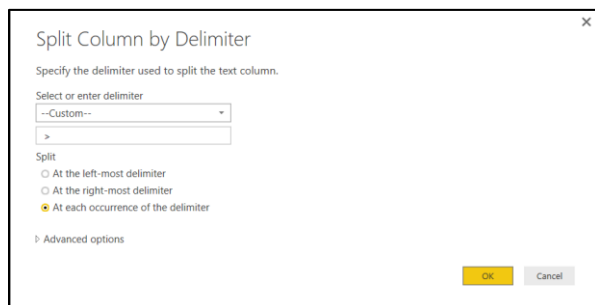 Split Column by Delimiter
Specify the delimiter used to split the text column.
Select or enter delimiter
--Custom--
>
Split
At the left-most delimiter
At the right-most delimiter
At each occurrence of the delimiter
Advanced options
OK Cancel